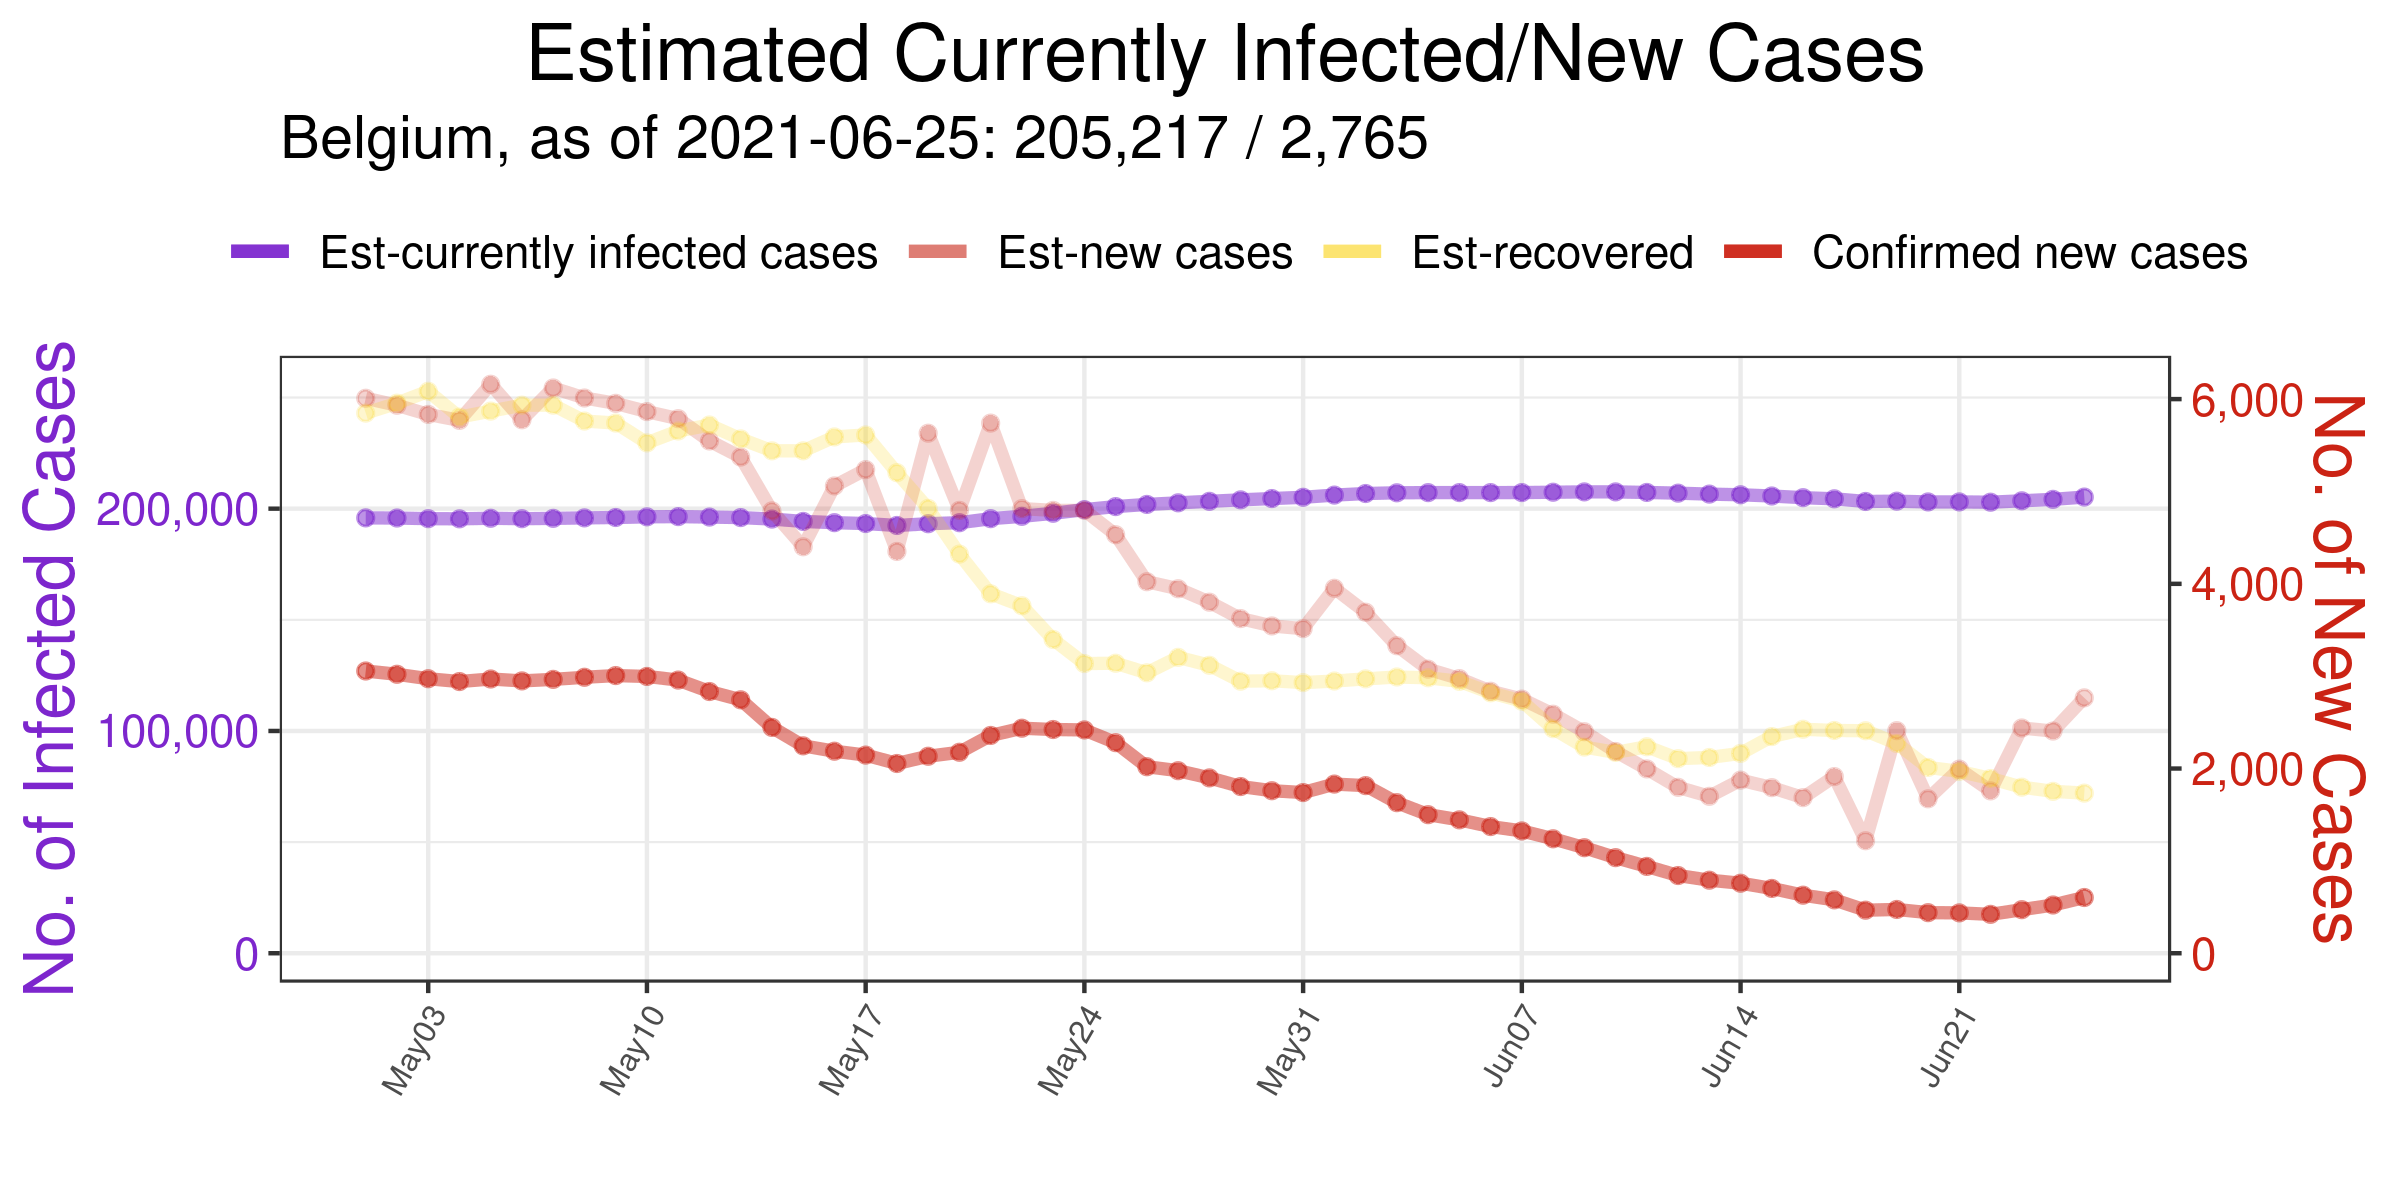 Estimated Currently Infected/New Cases
Belgium, as of 2021-06-25: 205,217 / 2,765
Est-currently infected cases Est-new cases Est-recovered Confirmed new cases
No. of Infected Cases
200,000
100,000
0
6,000
4,000
2,000
0
No. of New Cases
May03 May10 May17 May24 May31 Jun07 Jun14 Jun21